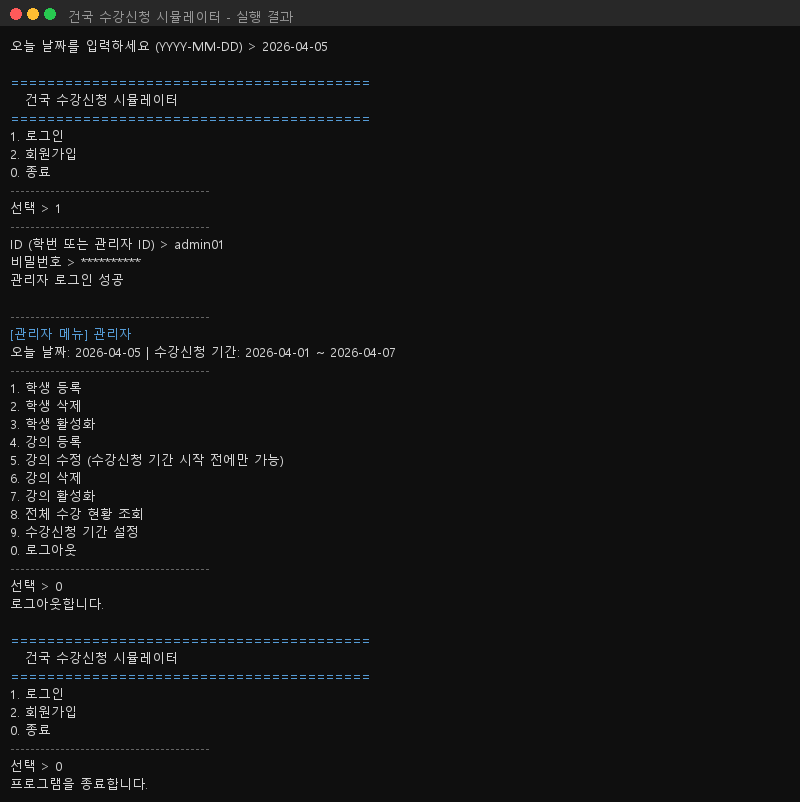 건국 수강신청 시뮬레이터 - 실행 결과
오늘 날짜를 입력하세요 (YYYY-MM-DD) > 2026-04-05
========================================
건국 수강신청 시뮬레이터
========================================
1. 로그인
2. 회원가입
0. 종료
----------------------------------------
선택 > 1
----------------------------------------
ID (학번 또는 관리자 ID) > admin01
비밀번호 > **********
관리자 로그인 성공
----------------------------------------
[관리자 메뉴] 관리자
오늘 날짜: 2026-04-05 | 수강신청 기간: 2026-04-01 ~ 2026-04-07
----------------------------------------
1. 학생 등록
2. 학생 삭제
3. 학생 활성화
4. 강의 등록
5. 강의 수정 (수강신청 기간 시작 전에만 가능)
6. 강의 삭제
7. 강의 활성화
8. 전체 수강 현황 조회
9. 수강신청 기간 설정
0. 로그아웃
----------------------------------------
선택 > 0
로그아웃합니다.
========================================
건국 수강신청 시뮬레이터
========================================
1. 로그인
2. 회원가입
0. 종료
----------------------------------------
선택 > 0
프로그램을 종료합니다.